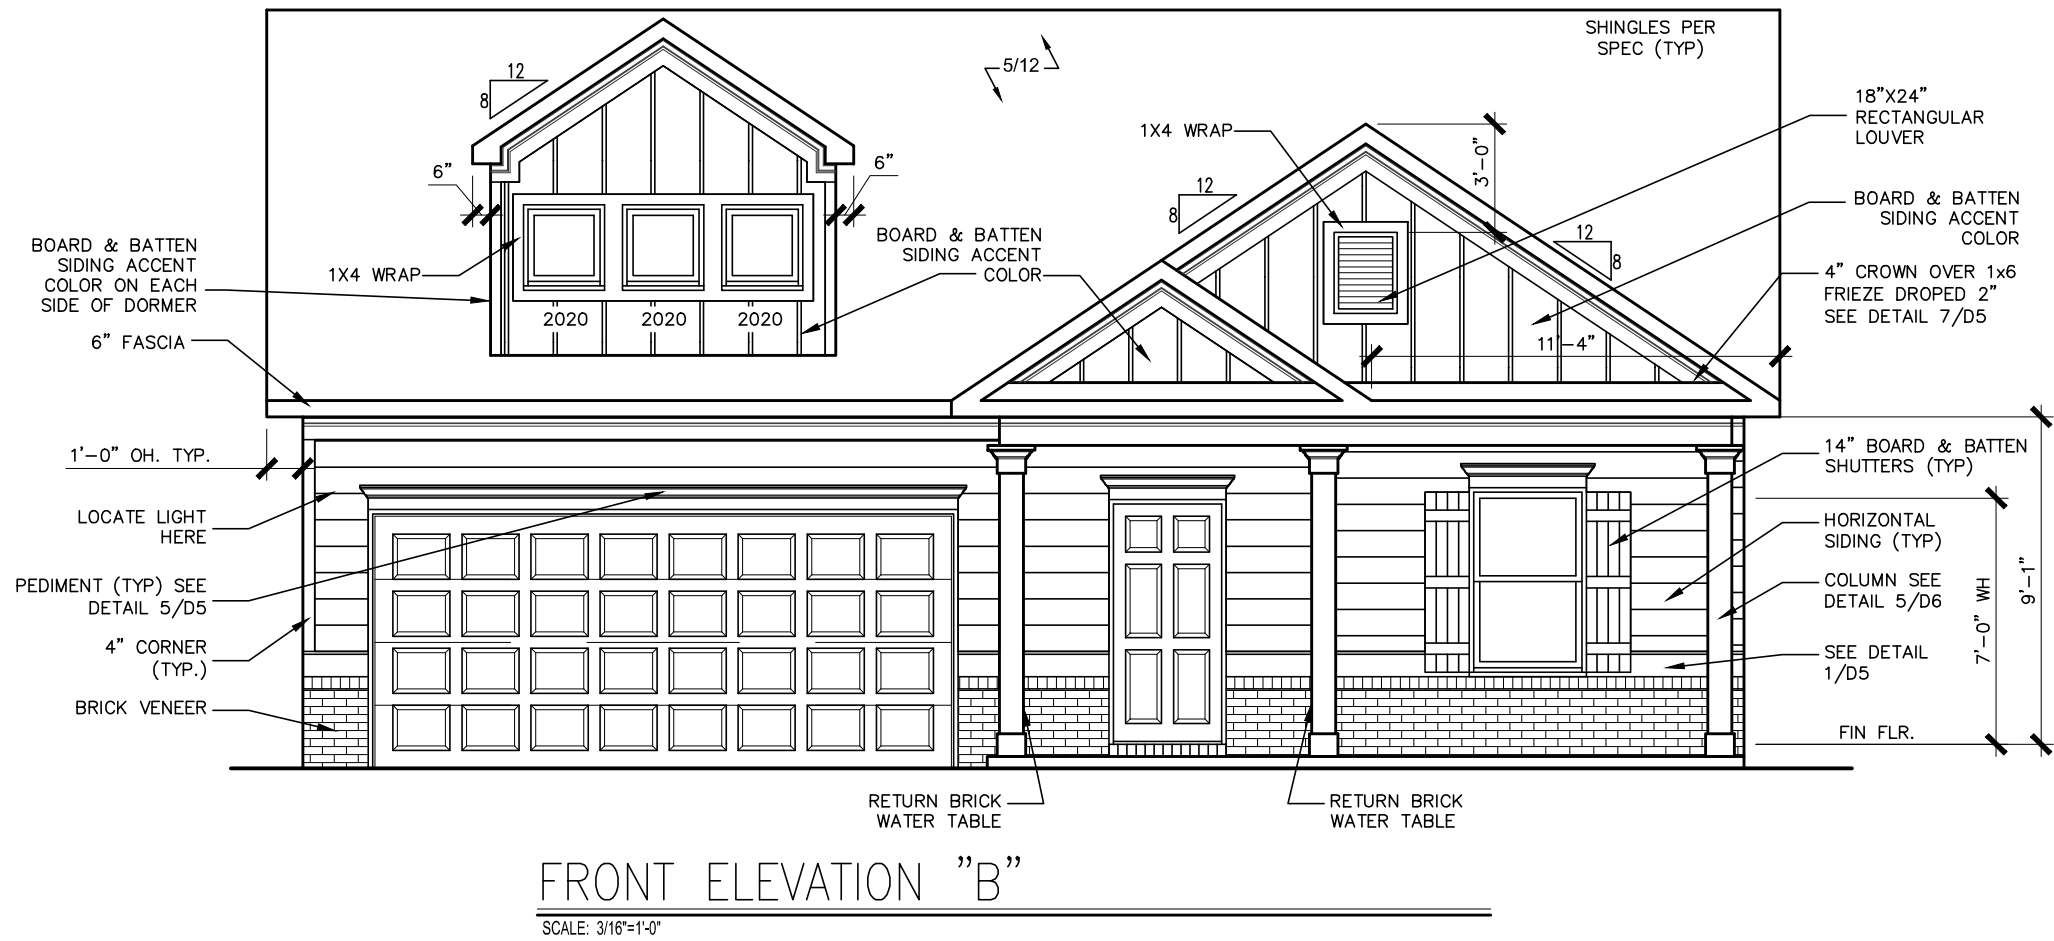 SHINGLES PER
SPEC (TYP)
12
8
5/12
18"X24"
RECTANGULAR
LOUVER
1X4 WRAP
3'-0"
6"
6"
12
8
BOARD & BATTEN
SIDING ACCENT
COLOR
BOARD & BATTEN
SIDING ACCENT
COLOR
12
8
BOARD & BATTEN
SIDING ACCENT
COLOR ON EACH
SIDE OF DORMER
1X4 WRAP
4" CROWN OVER 1x6
FRIEZE DROPED 2"
SEE DETAIL 7/D5
2020
2020
2020
6" FASCIA
11'-4"
1'-0" OH. TYP.
14" BOARD & BATTEN
SHUTTERS (TYP)
LOCATE LIGHT
HERE
HORIZONTAL
SIDING (TYP)
PEDIMENT (TYP) SEE
DETAIL 5/D5
COLUMN SEE
DETAIL 5/D6
7'-0" WH
9'-1"
4" CORNER
(TYP.)
SEE DETAIL
1/D5
BRICK VENEER
FIN FLR.
RETURN BRICK
WATER TABLE
RETURN BRICK
WATER TABLE
FRONT ELEVATION "B"
SCALE: 3/16"=1'-0"